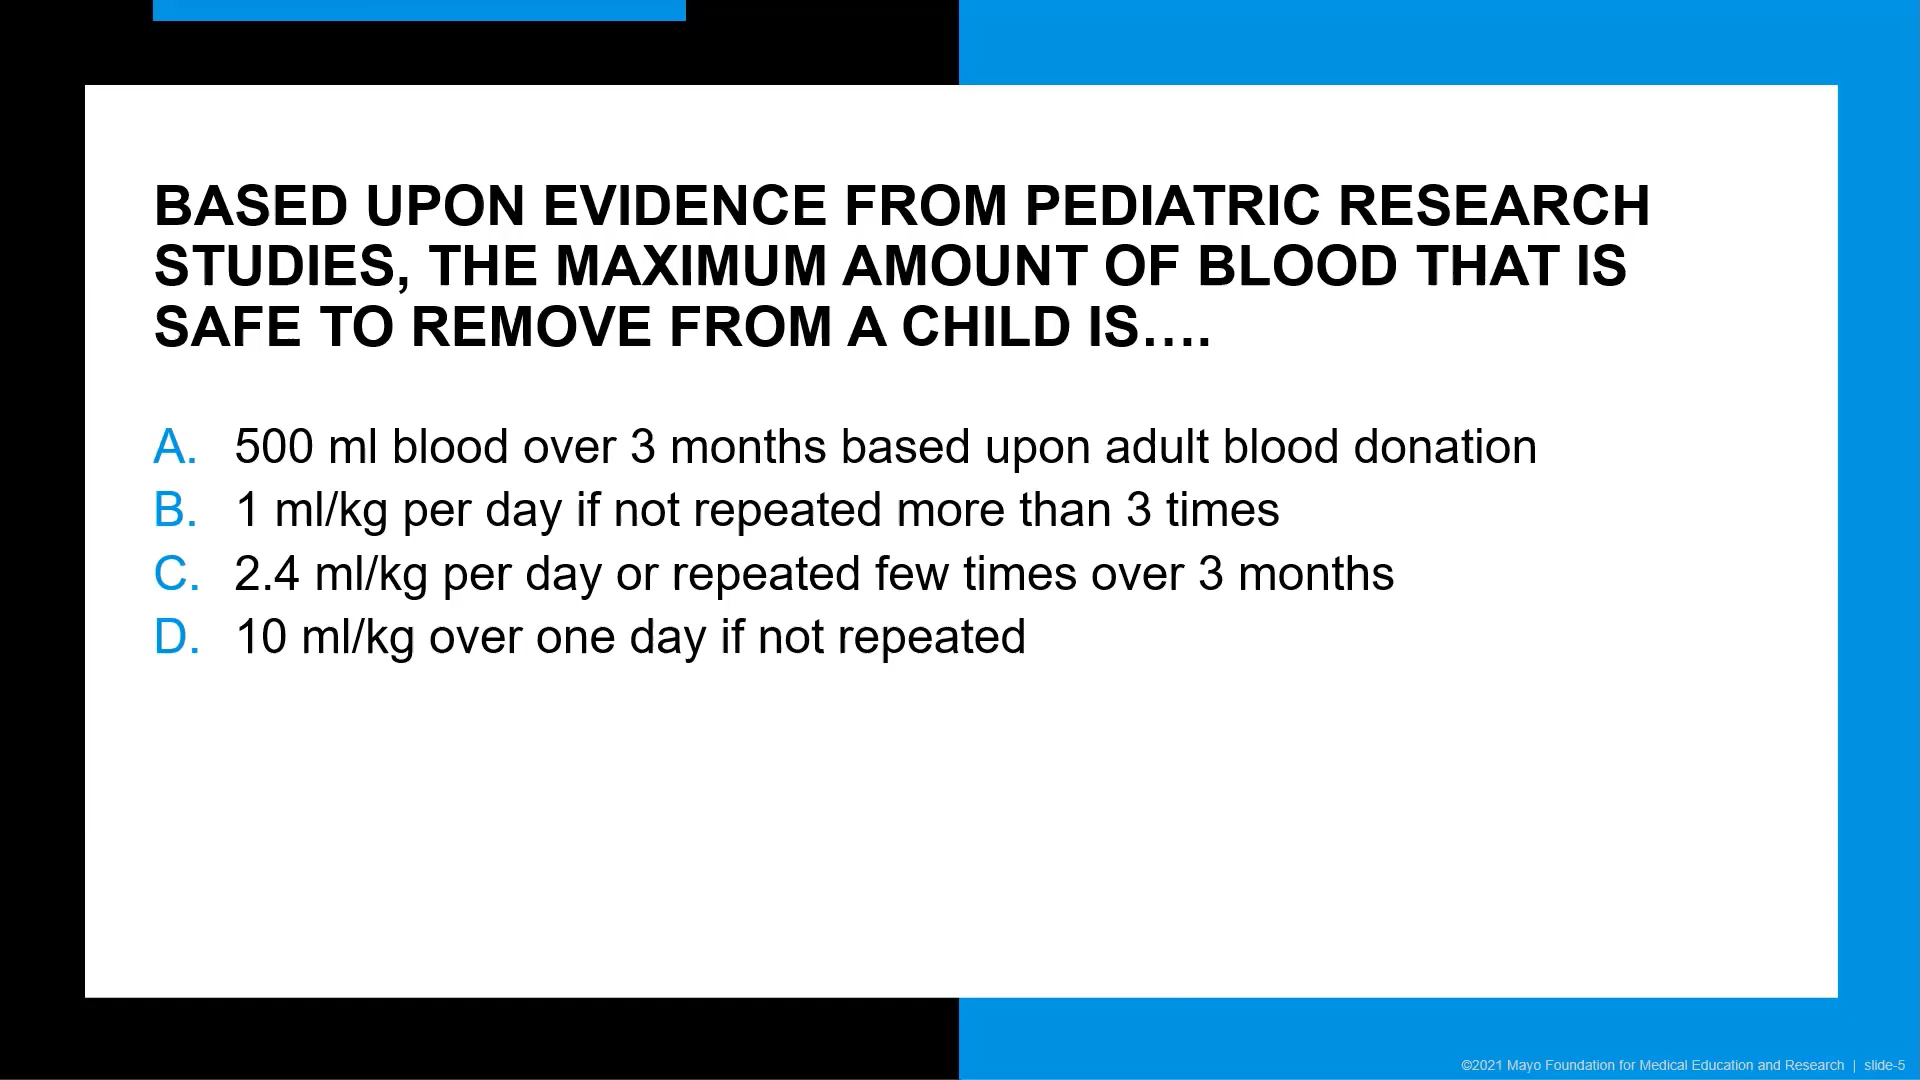 BASED UPON EVIDENCE FROM PEDIATRIC RESEARCH
STUDIES, THE MAXIMUM AMOUNT OF BLOOD THAT IS
SAFE TO REMOVE FROM A CHILD IS….
A. 500 ml blood over 3 months based upon adult blood donation
B. 1 ml/kg per day if not repeated more than 3 times
C. 2.4 ml/kg per day or repeated few times over 3 months
D. 10 ml/kg over one day if not repeated
©2021 Mayo Foundation for Medical Education and Research | slide-5